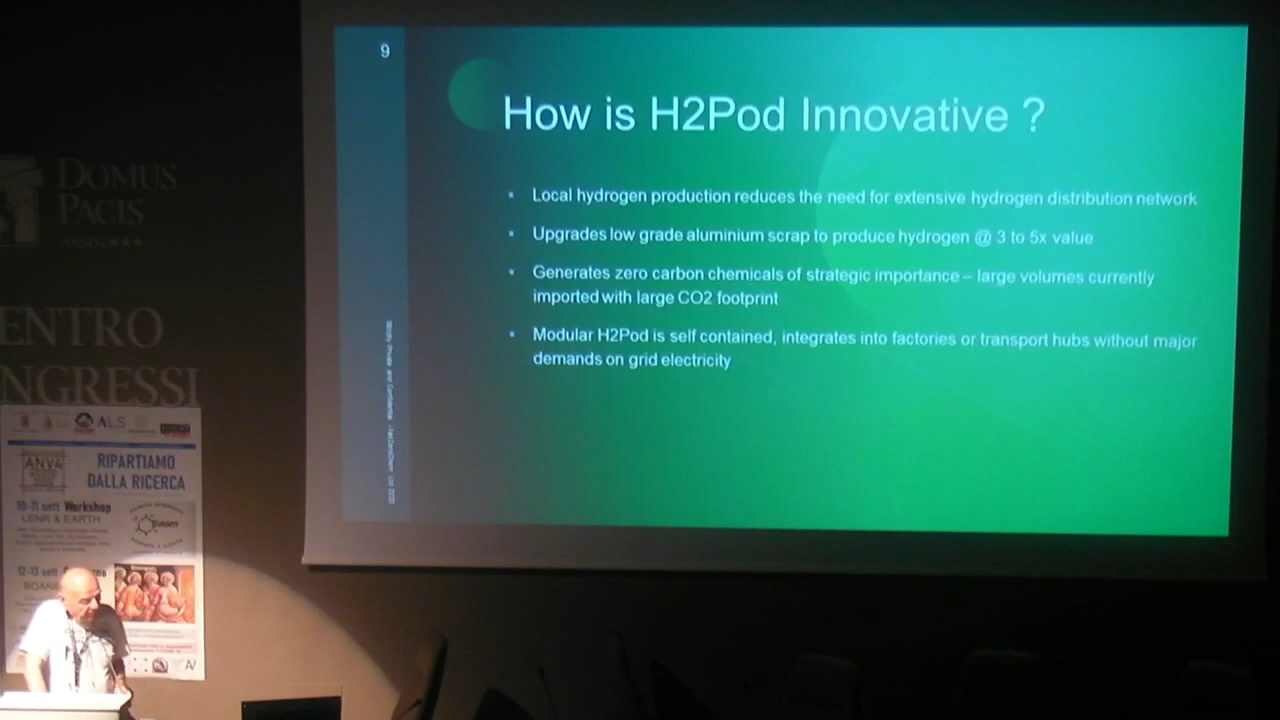 9
How is H2Pod Innovative ?
Local hydrogen production reduces the need for extensive hydrogen distribution network
Upgrades low grade aluminium scrap to produce hydrogen @ 3 to 5x value
Generates zero carbon chemicals of strategic importance – large volumes currently
imported with large CO2 footprint
Modular H2Pod is self contained, integrates into factories or transport hubs without major
demands on grid electricity
DOMUS
PACIS
ASSISI
ENTRO
NGRESSI
ALS
ANV4
RIPARTIAMO
DALLA RICERCA
10-11 sett Workshop
LENR & EARTH
EVENTI
12-13 sett